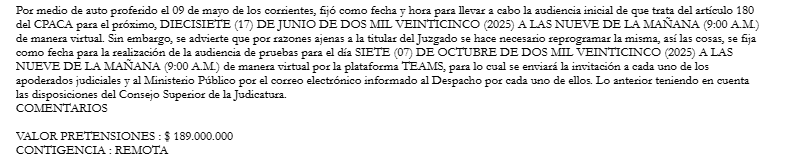 Por medio de auto proferido el 09 de mayo de los corrientes, fijó como fecha y hora para llevar a cabo la audiencia inicial de que trata del artículo 180
del CPACA para el próximo, DIECISIETE (17) DE JUNIO DE DOS MIL VEINTICINCO (2025) A LAS NUEVE DE LA MAÑANA (9:00 A.M.)
de manera virtual. Sin embargo, se advierte que por razones ajenas a la titular del Juzgado se hace necesario reprogramar la misma, así las cosas, se fija
como fecha para la realización de la audiencia de pruebas para el día SIETE (07) DE OCTUBRE DE DOS MIL VEINTICINCO (2025) A LAS
NUEVE DE LA MAÑANA (9:00 A.M.) de manera virtual por la plataforma TEAMS, para lo cual se enviará la invitación a cada uno de los
apoderados judiciales y al Ministerio Público por el correo electrónico informado al Despacho por cada uno de ellos. Lo anterior teniendo en cuenta
las disposiciones del Consejo Superior de la Judicatura.
COMENTARIOS
VALOR PRETENSIONES : $ 189.000.000
CONTIGENCIA : REMOTA